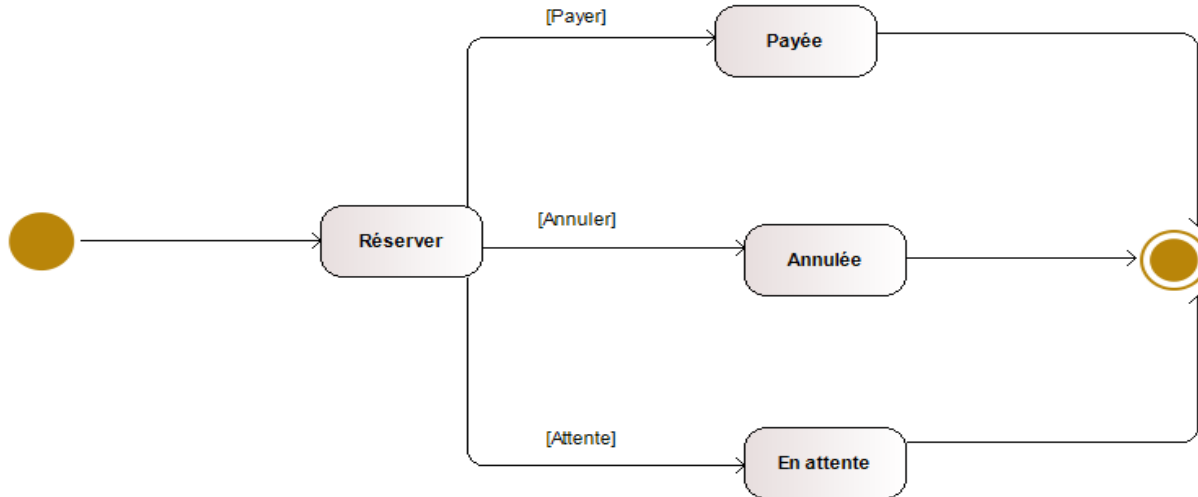 [Payer]
Payée
Réserver
[Annuler]
Annulée
[Attente]
En attente